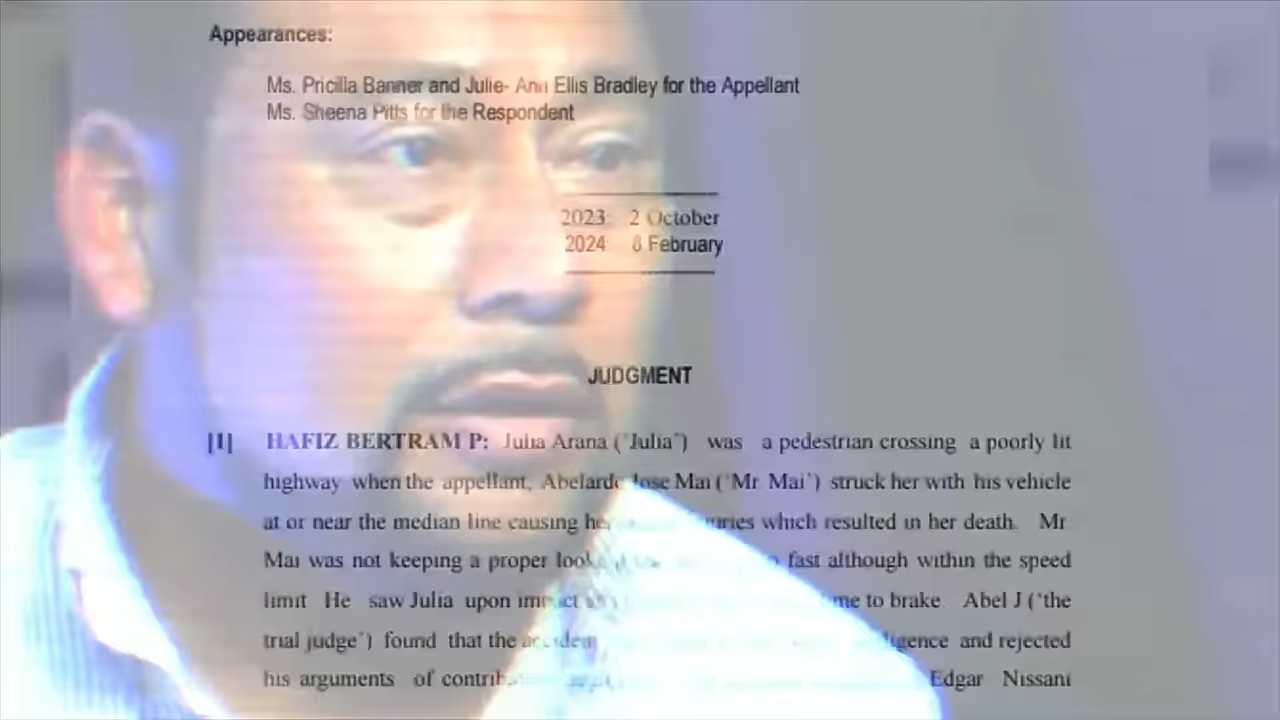 Appearances:
Ms. Pricilla Banner and Julie- Ann Ellis Bradley for the Appellant
Ms. Sheena Pitts for the Respondent
2023: 2 October
2024 8 February
JUDGMENT
[1] HAFIZ BERTRAM P: Julia Arana ('Julia') was a pedestrian crossing a poorly lit
highway when the appellant, Abelardo Jose Mai ('Mr. Mai') struck her with his vehicle
at or near the median line causing her which resulted in her death. Mr
Mai was not keeping a proper fast although within the speed
limit He saw Julia upon impact to brake Abel J ('the
trial judge') found that the accident and rejected
his arguments of Edgar Nissani